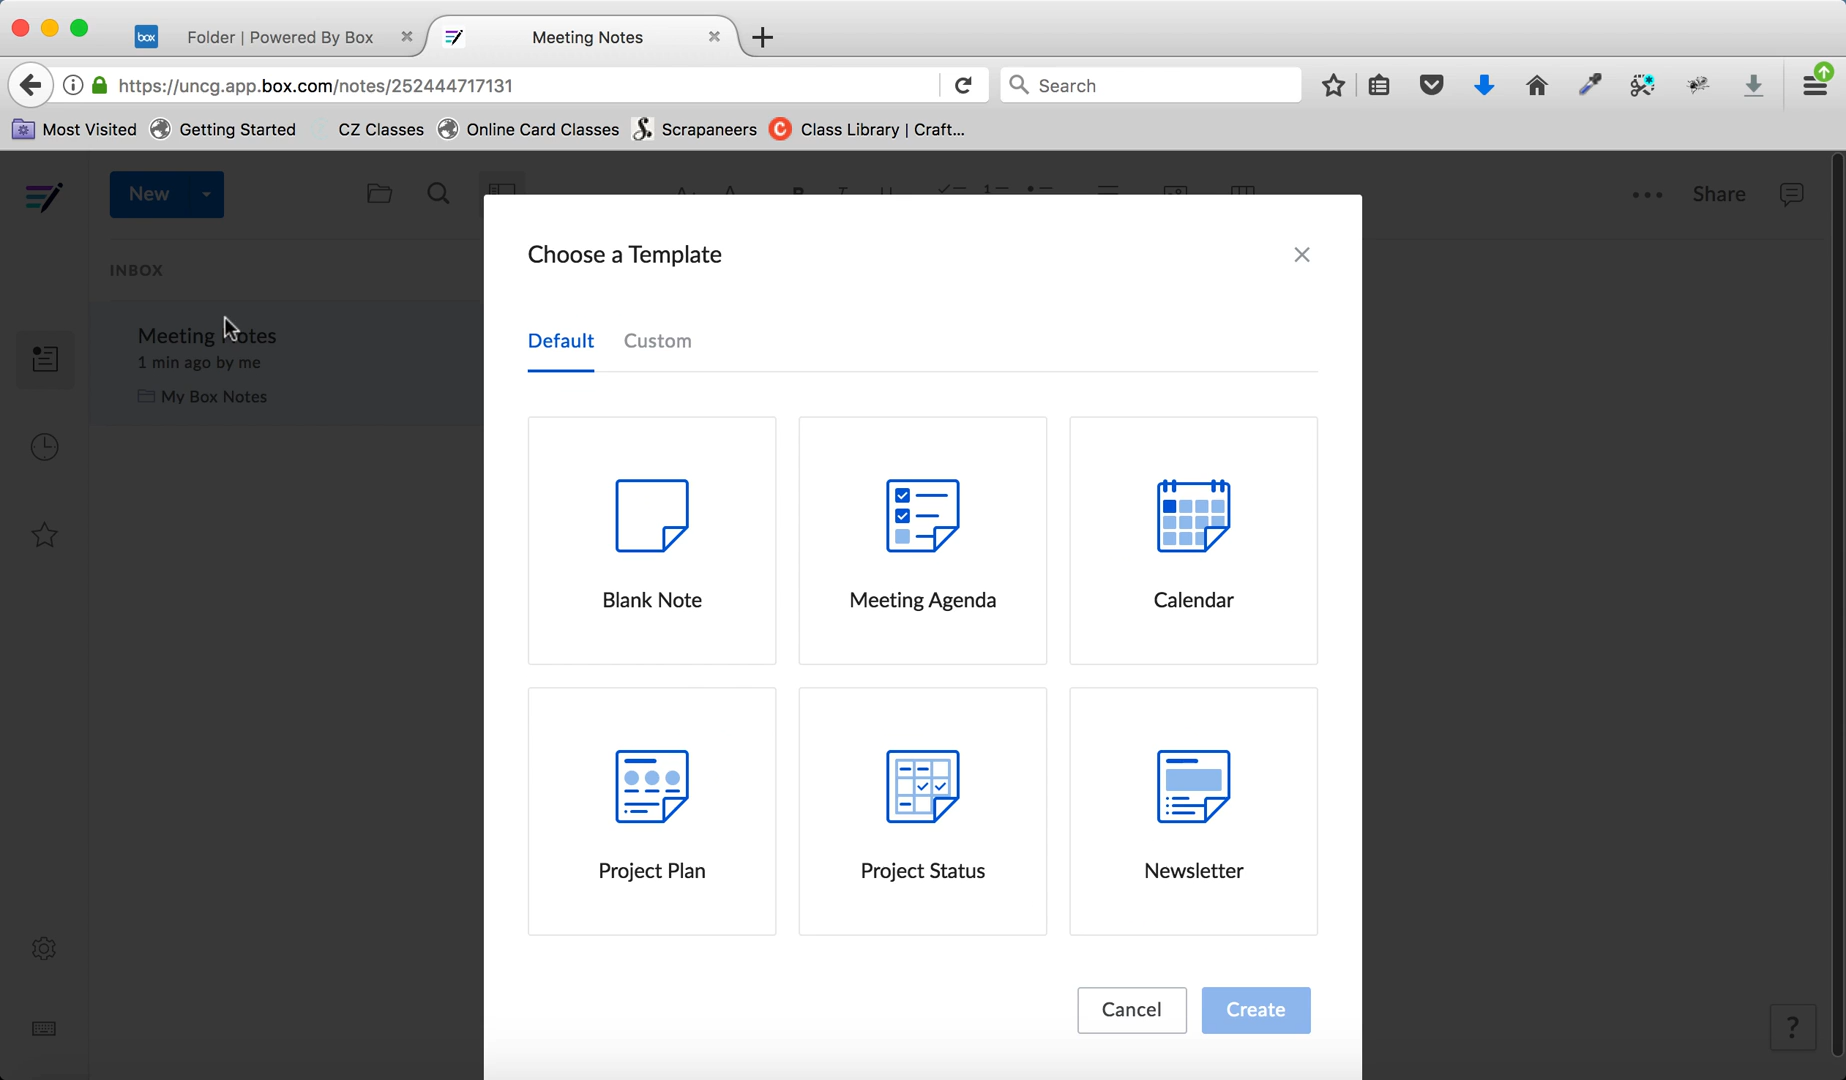 box Folder | Powered By Box Meeting Notes
https://uncg.app.box.com/notes/252444717131 Search
Most Visited Getting Started CZ Classes Online Card Classes Scrapaneers Class Library | Craft...
New Share
INBOX
Meeting Notes
1 min ago by me
My Box Notes
Choose a Template
Default Custom
Blank Note Meeting Agenda Calendar
Project Plan Project Status Newsletter
Cancel Create
?